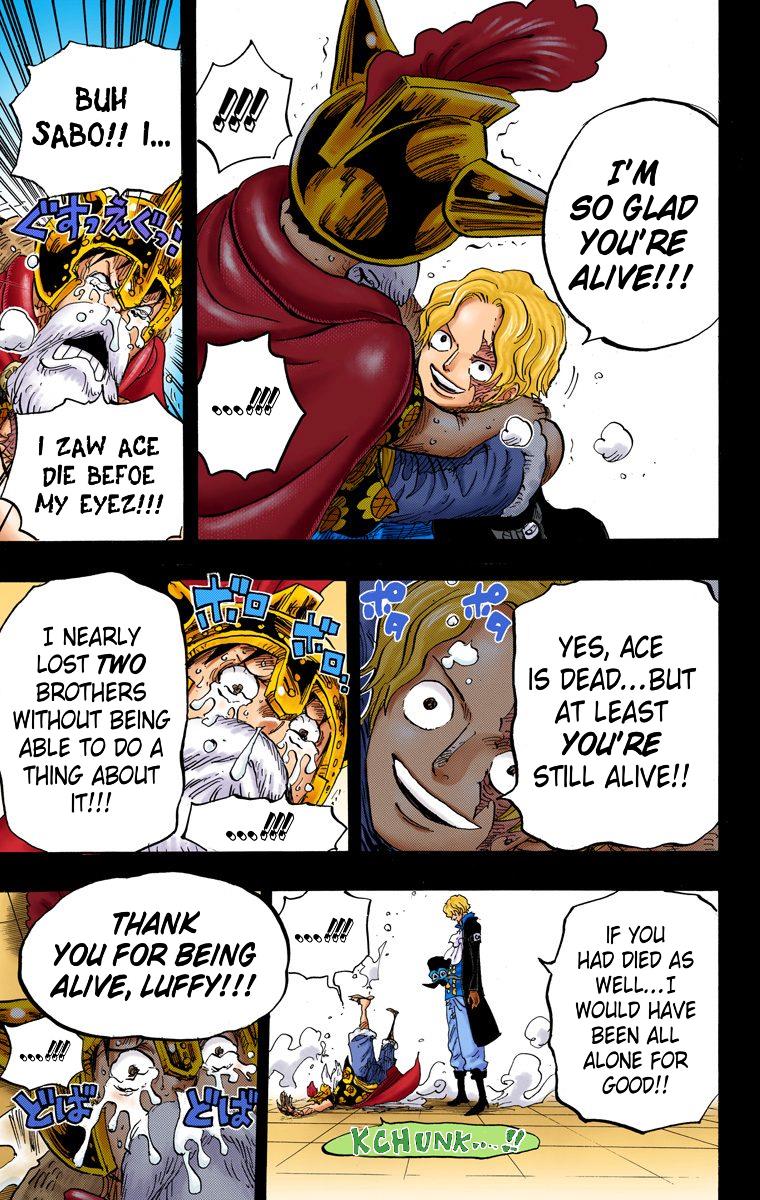 I'M
SO GLAD
YOU'RE
ALIVE!!!
!!!
...!!!
BUH
SABO!! I...
ぐすっえぐっ!
I ZAW ACE
DIE BEFOE
MY EYEZ!!!
YES, ACE
IS DEAD...BUT
AT LEAST
YOU'RE
STILL ALIVE!!
ポロ
ポロ
ボロ
ボロ
I NEARLY
LOST TWO
BROTHERS
WITHOUT BEING
ABLE TO DO A
THING ABOUT
IT!!!
...!!!
IF YOU
HAD DIED AS
WELL...I
WOULD HAVE
BEEN ALL
ALONE FOR
GOOD!!
...!!!
KCHUNK...!!
THANK
YOU FOR BEING
ALIVE, LUFFY!!!
...!!!
どば
どば